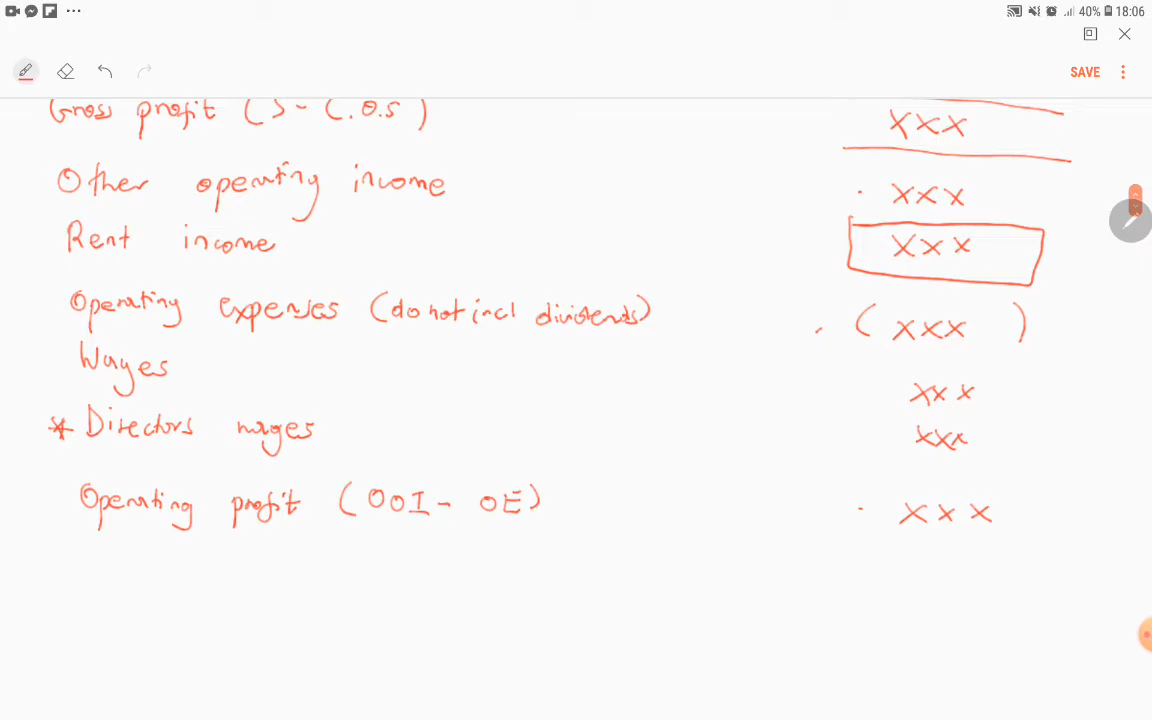 40% 18:06
SAVE
Gross profit (S - C.O.S) XXX
Other operating income XXX
Rent income XXX
Operating expenses (do not incl dividends) (XXX)
Wages XXX
* Directors wages XXX
Operating profit (OOI - OE) XXX